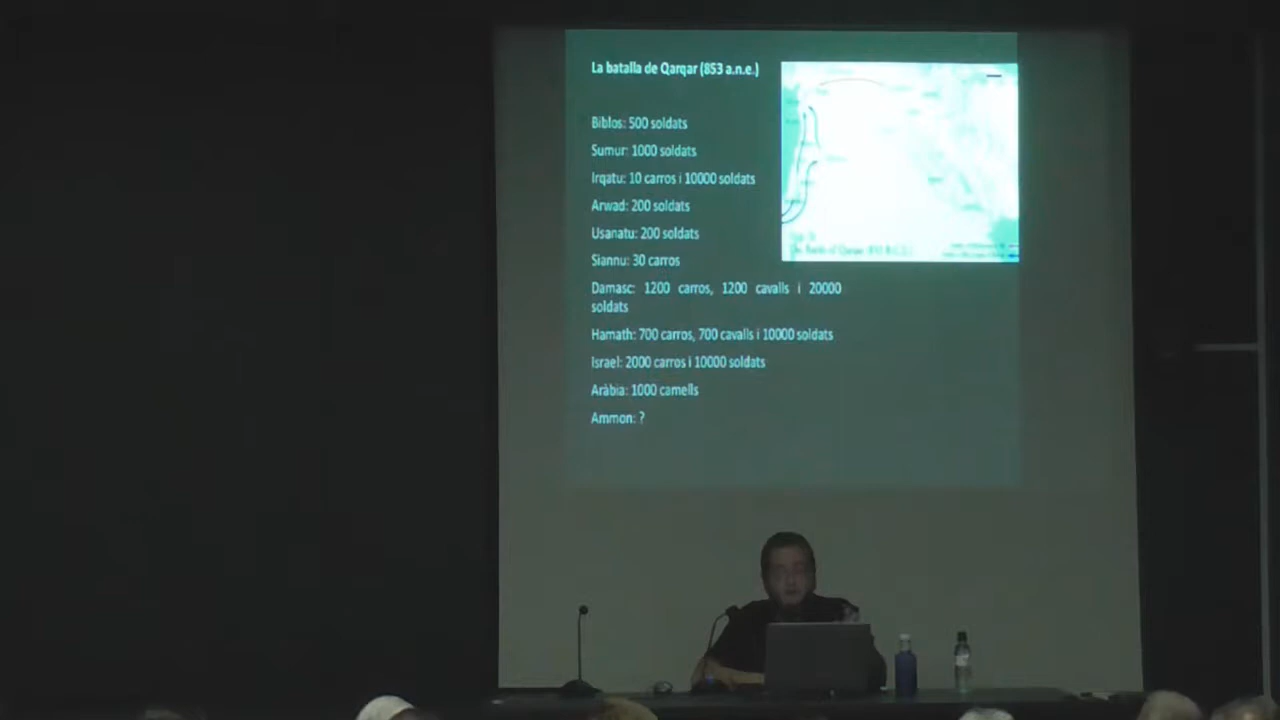 La batalla de Qarqar (853 a.n.e.)
Biblos: 500 soldats
Sumur: 1000 soldats
Irqatu: 10 carros i 10000 soldats
Arwad: 200 soldats
Usanatu: 200 soldats
Siannu: 30 carros
Damasc: 1200 carros, 1200 cavalls i 20000
soldats
Hamath: 700 carros, 700 cavalls i 10000 soldats
Israel: 2000 carros i 10000 soldats
Aràbia: 1000 camells
Ammon: ?